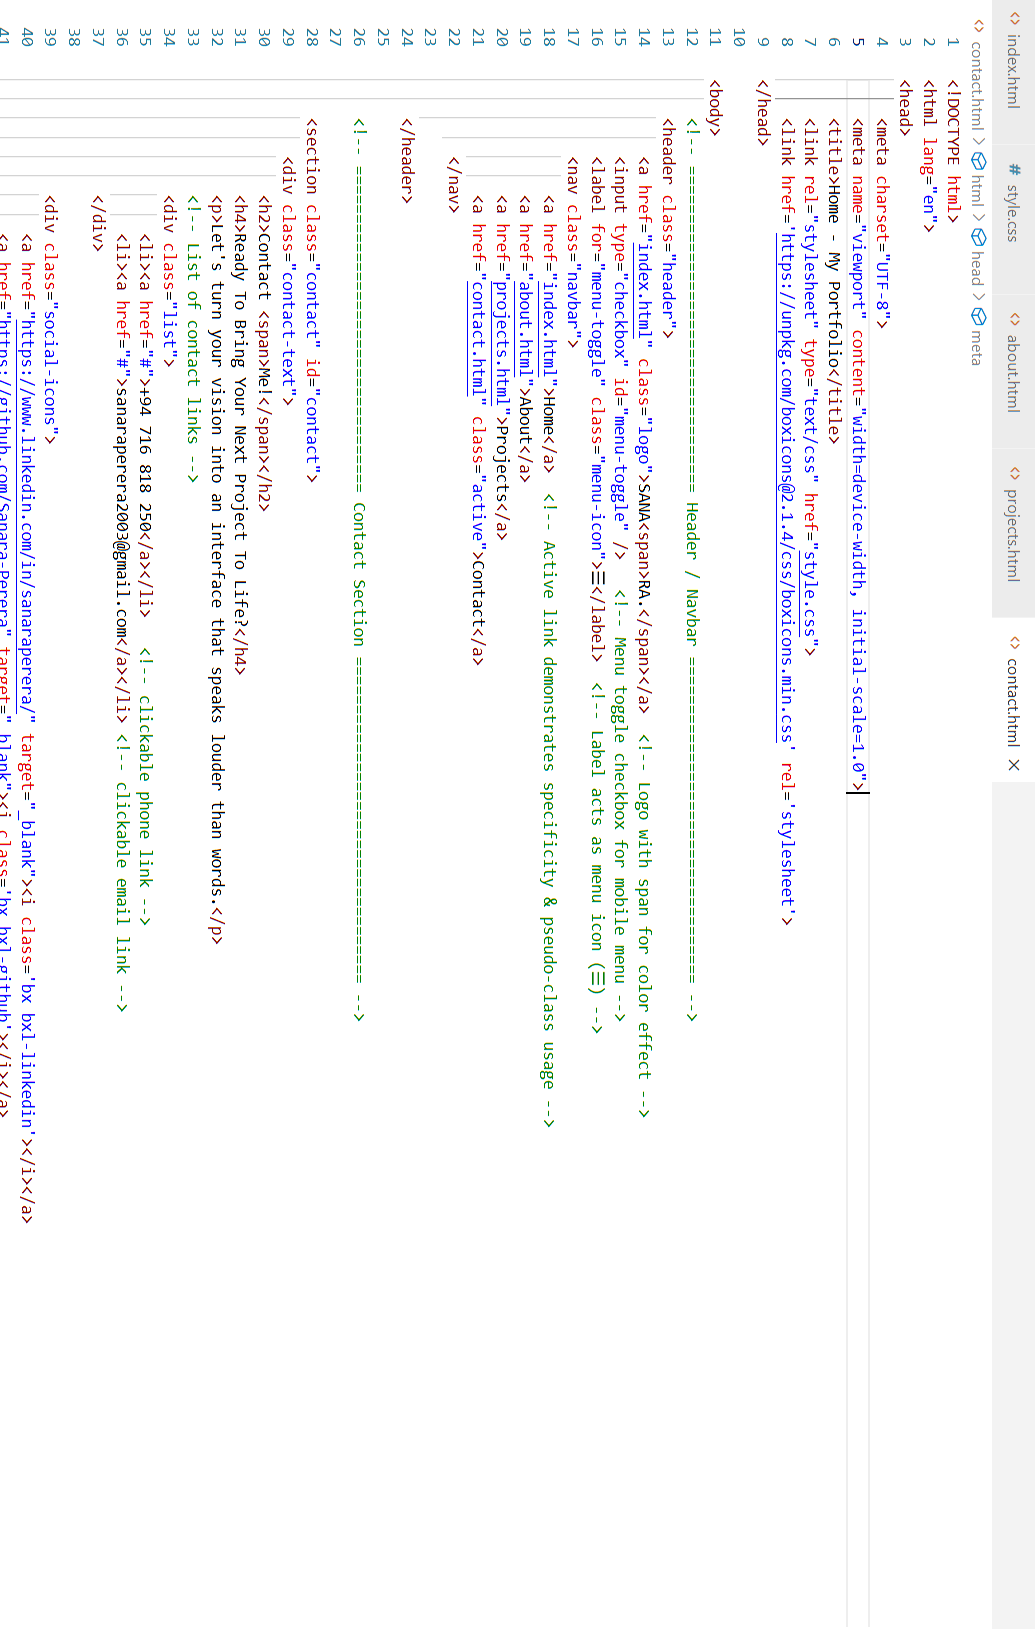 index.html
style.css
about.html
projects.html
contact.html
contact.html > html > head > meta
1 <!DOCTYPE html>
2 <html lang="en">
3 <head>
4 <meta charset="UTF-8">
5 <meta name="viewport" content="width=device-width, initial-scale=1.0">
6 <title>Home - My Portfolio</title>
7 <link rel="stylesheet" type="text/css" href="style.css">
8 <link href='https://unpkg.com/boxicons@2.1.4/css/boxicons.min.css' rel='stylesheet'>
9 </head>
10
11 <body>
12 <!-- ================================== Header / Navbar ================================== -->
13 <header class="header">
14 <a href="index.html" class="logo">SANA<span>RA.</span></a> <!-- Logo with span for color effect -->
15 <input type="checkbox" id="menu-toggle" /> <!-- Menu toggle checkbox for mobile menu -->
16 <label for="menu-toggle" class="menu-icon">☰</label> <!-- Label acts as menu icon (☰) -->
17 <nav class="navbar">
18 <a href="index.html">Home</a> <!-- Active link demonstrates specificity & pseudo-class usage -->
19 <a href="about.html">About</a>
20 <a href="projects.html">Projects</a>
21 <a href="contact.html" class="active">Contact</a>
22 </nav>
23
24 </header>
25
26 <!-- ================================== Contact Section ================================== -->
27
28 <section class="contact" id="contact">
29 <div class="contact-text">
30 <h2>Contact <span>Me!</span></h2>
31 <h4>Ready To Bring Your Next Project To Life?</h4>
32 <p>Let's turn your vision into an interface that speaks louder than words.</p>
33 <!-- List of contact links -->
34 <div class="list">
35 <li><a href="#">+94 716 818 250</a></li> <!-- clickable phone link -->
36 <li><a href="#">sanaraperera2003@gmail.com</a></li> <!-- clickable email link -->
37 </div>
38
39 <div class="social-icons">
40 <a href="https://www.linkedin.com/in/sanaraperera/" target="_blank"><i class='bx bxl-linkedin'></i></a>
41 <a href="https://github.com/Sanara-Perera" target="_blank"><i class='bx bxl-github'></i></a>